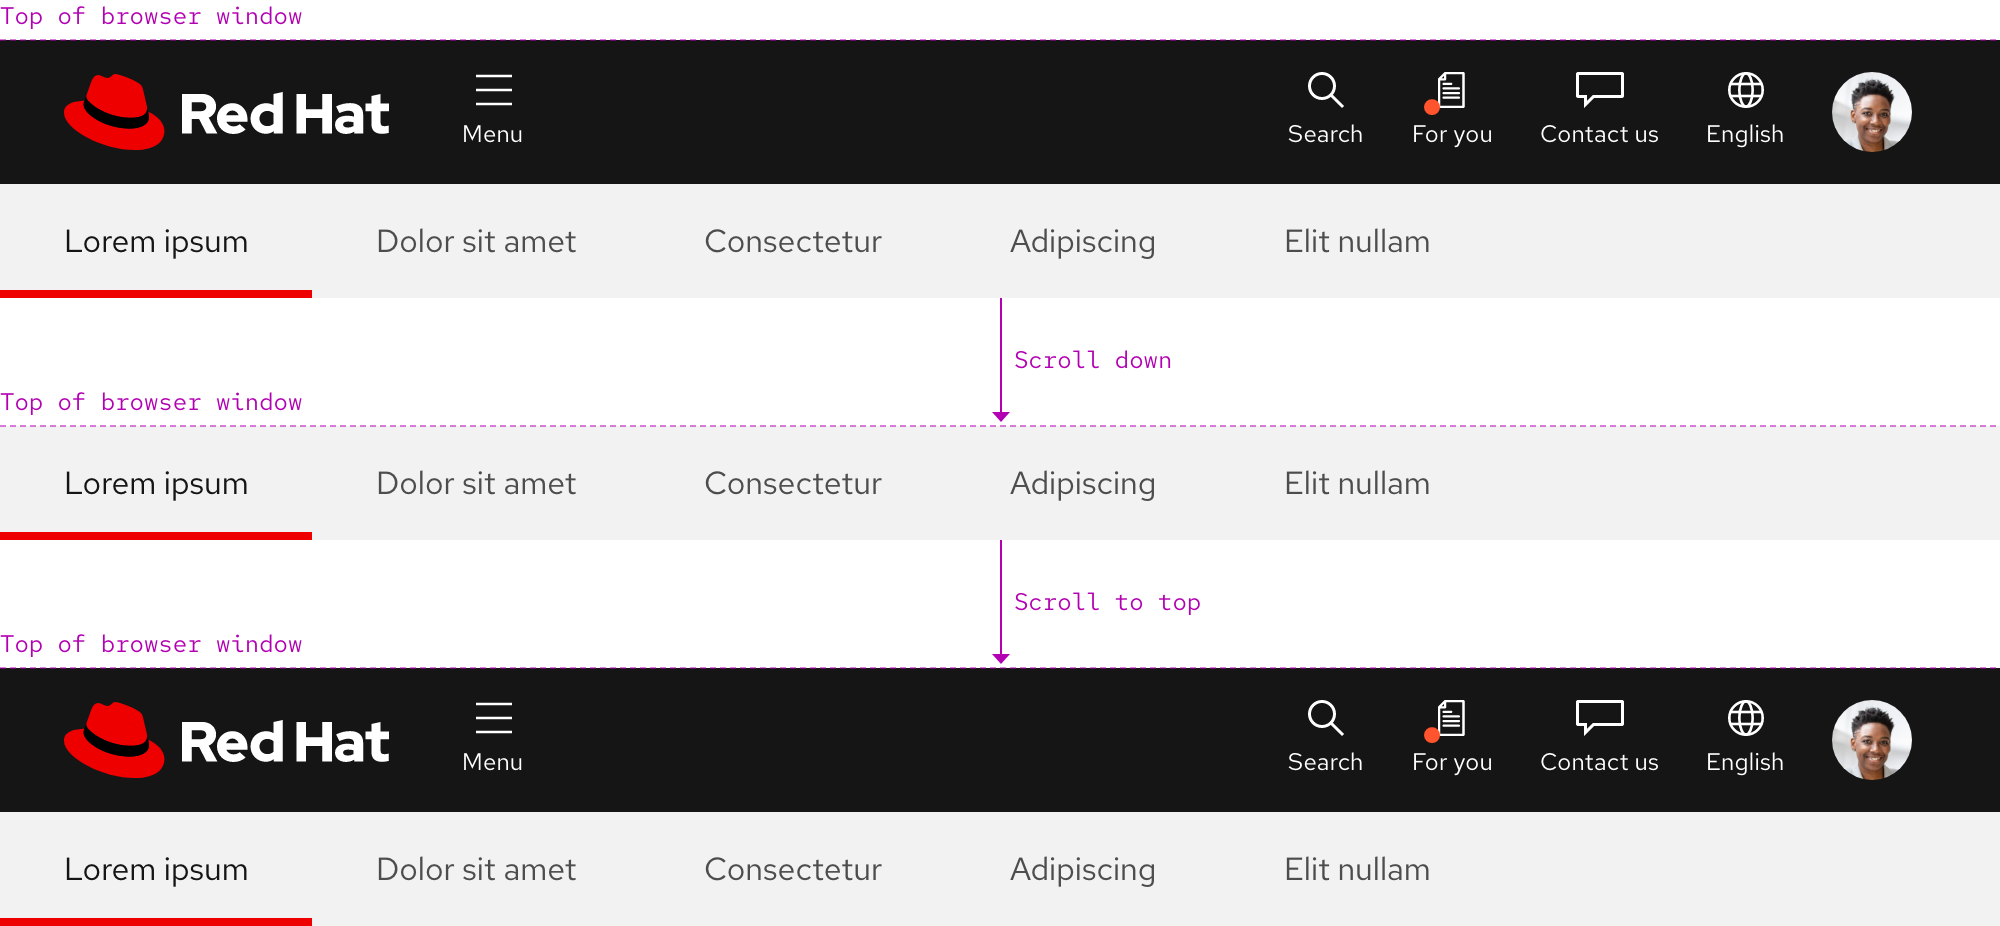 Top of browser window
Red Hat Menu Search For you Contact us English
Lorem ipsum Dolor sit amet Consectetur Adipiscing Elit nullam
Scroll down
Top of browser window
Lorem ipsum Dolor sit amet Consectetur Adipiscing Elit nullam
Scroll to top
Top of browser window
Red Hat Menu Search For you Contact us English
Lorem ipsum Dolor sit amet Consectetur Adipiscing Elit nullam